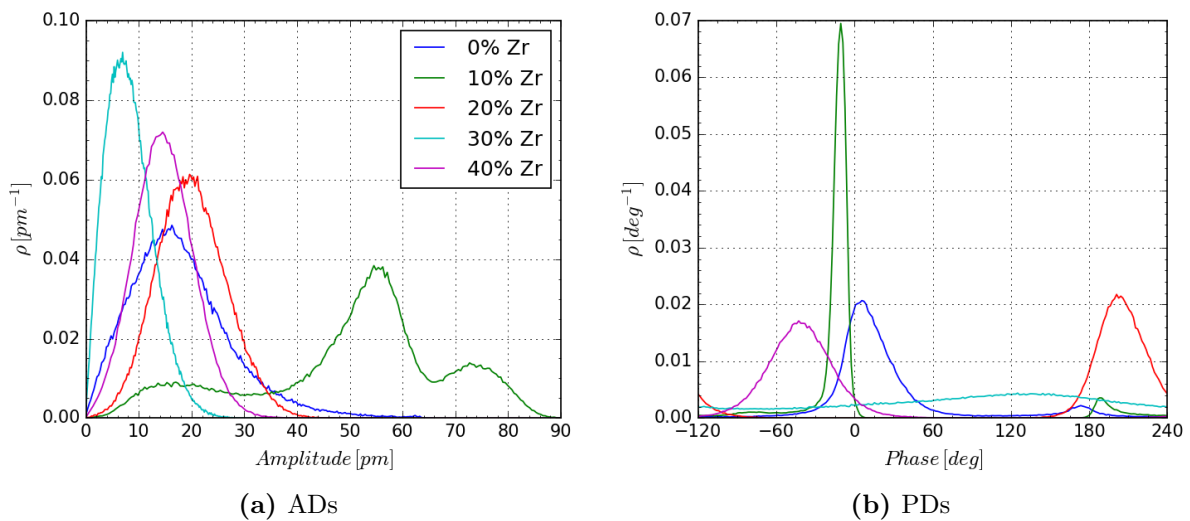 0.10
0.08
0.06
0.04
0.02
0.00
ρ [pm⁻¹]
0 10 20 30 40 50 60 70 80 90
Amplitude [pm]
0% Zr
10% Zr
20% Zr
30% Zr
40% Zr
(a) ADs
0.07
0.06
0.05
0.04
0.03
0.02
0.01
0.00
ρ [deg⁻¹]
−120 −60 0 60 120 180 240
Phase [deg]
(b) PDs